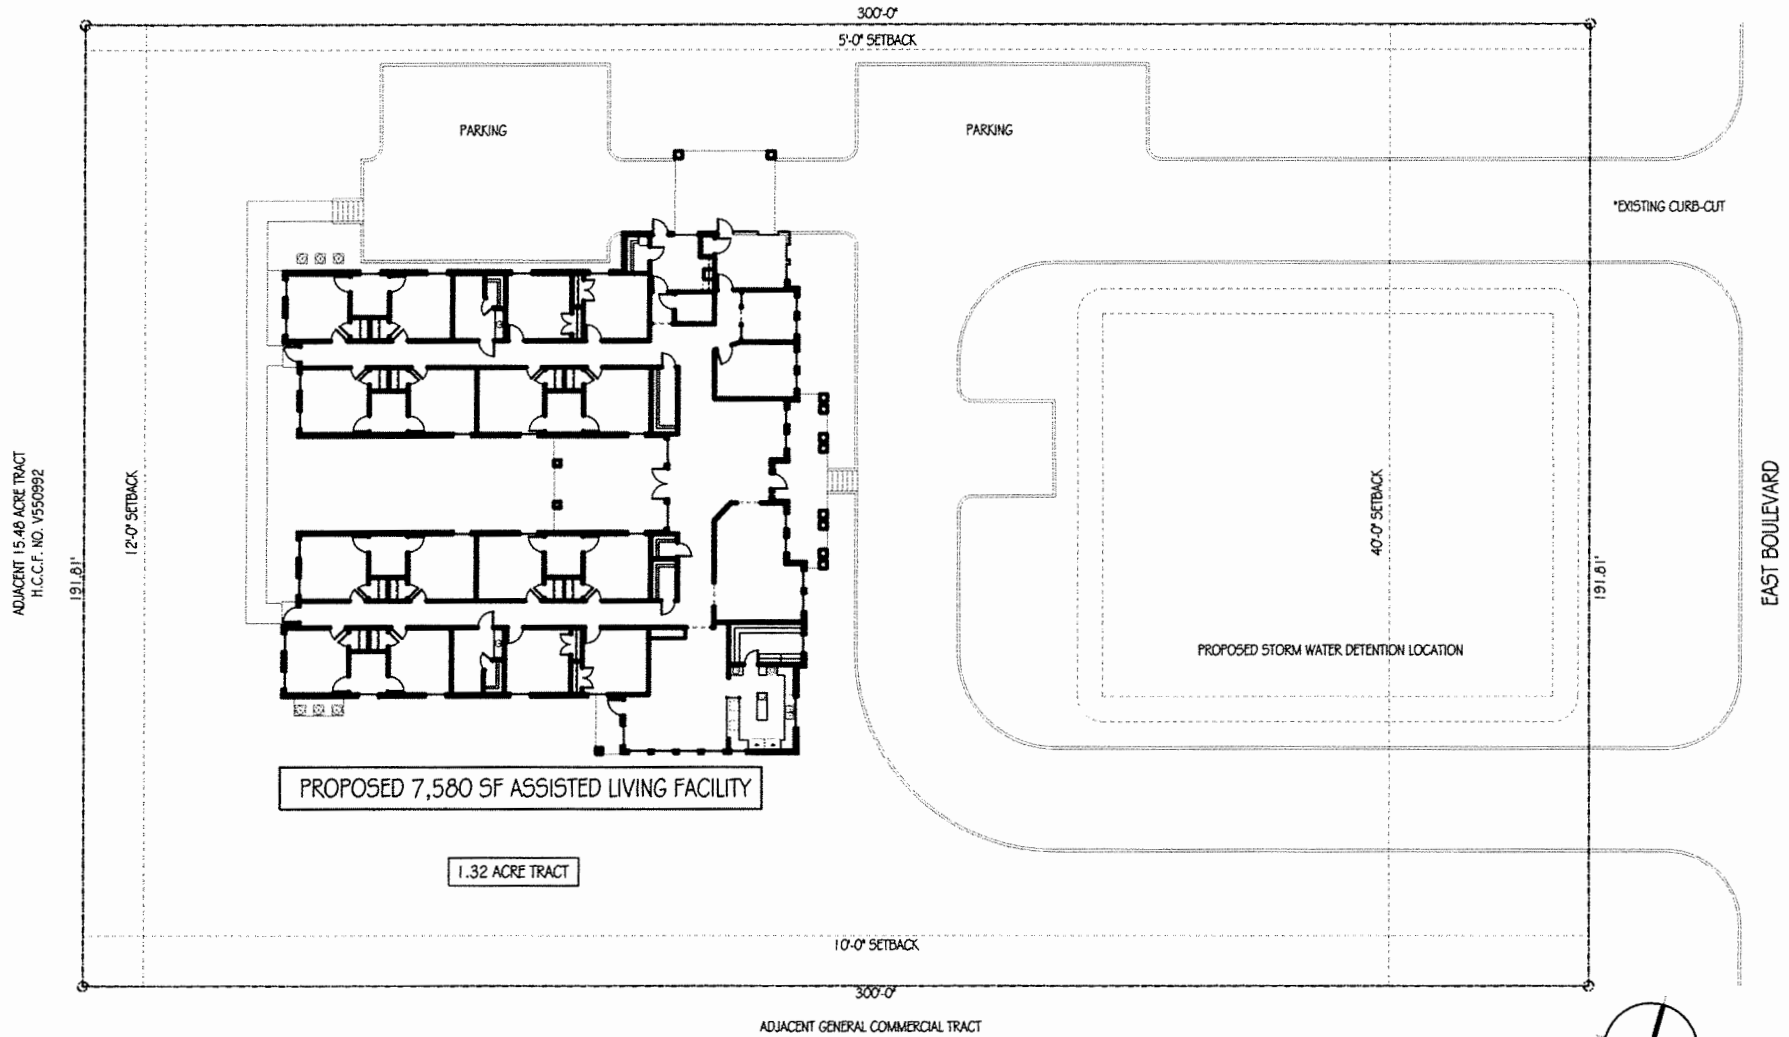 300'-0"
5'-0" SETBACK
PARKING
PARKING
*EXISTING CURB-CUT
ADJACENT 15.48 ACRE TRACT
H.C.C.F. NO. V550992
191.81'
12'-0" SETBACK
40'-0" SETBACK
191.81'
EAST BOULEVARD
PROPOSED STORM WATER DETENTION LOCATION
PROPOSED 7,580 SF ASSISTED LIVING FACILITY
1.32 ACRE TRACT
10'-0" SETBACK
300'-0"
ADJACENT GENERAL COMMERCIAL TRACT